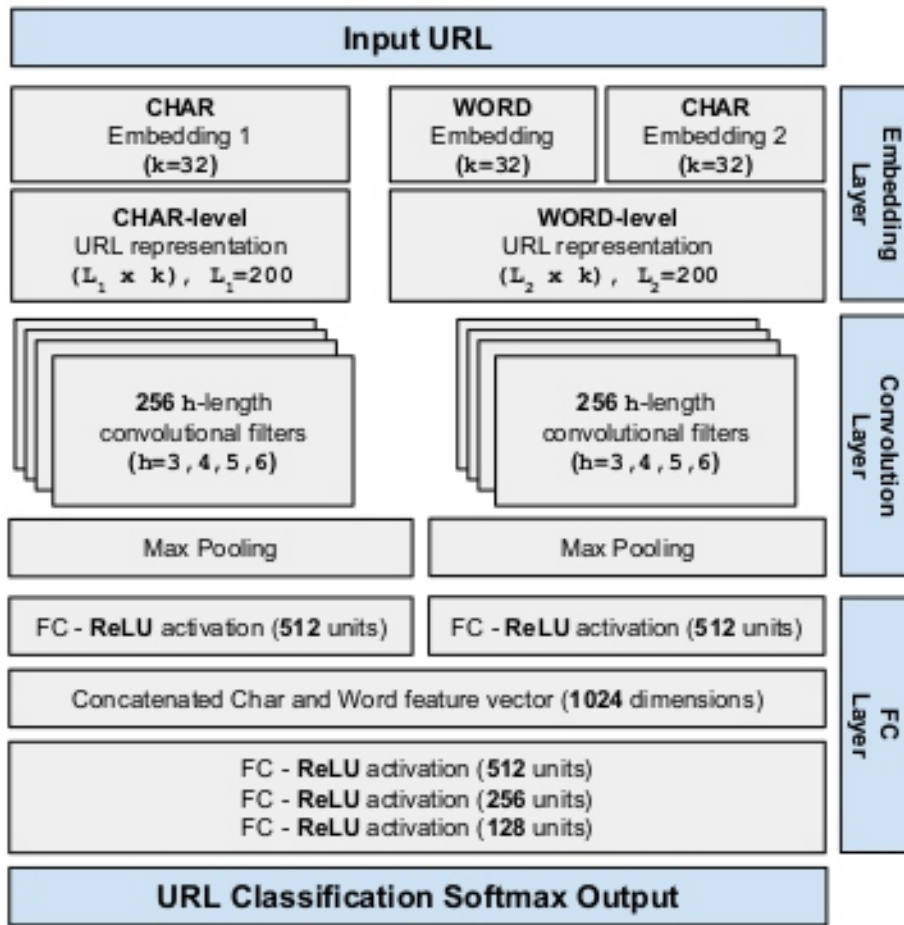 Input URL
CHAR
Embedding 1
(k=32)
WORD
Embedding
(k=32)
CHAR
Embedding 2
(k=32)
Embedding
Layer
CHAR-level
URL representation
(L₁ x k), L₁=200
WORD-level
URL representation
(L₂ x k), L₂=200
256 h-length
convolutional filters
(h=3,4,5,6)
256 h-length
convolutional filters
(h=3,4,5,6)
Convolution
Layer
Max Pooling
Max Pooling
FC - ReLU activation (512 units)
FC - ReLU activation (512 units)
Concatenated Char and Word feature vector (1024 dimensions)
FC
Layer
FC - ReLU activation (512 units)
FC - ReLU activation (256 units)
FC - ReLU activation (128 units)
URL Classification Softmax Output